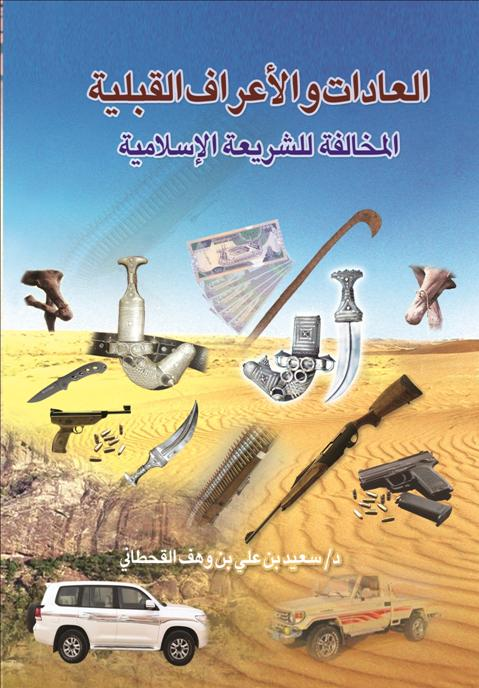 العادات والأعراف القبلية
المخالفة للشريعة الإسلامية
د/ سعيد بن علي بن وهف القحطاني